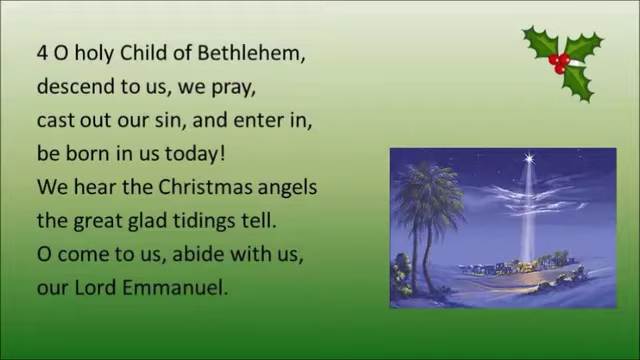 4 O holy Child of Bethlehem,
descend to us, we pray,
cast out our sin, and enter in,
be born in us today!
We hear the Christmas angels
the great glad tidings tell.
O come to us, abide with us,
our Lord Emmanuel.